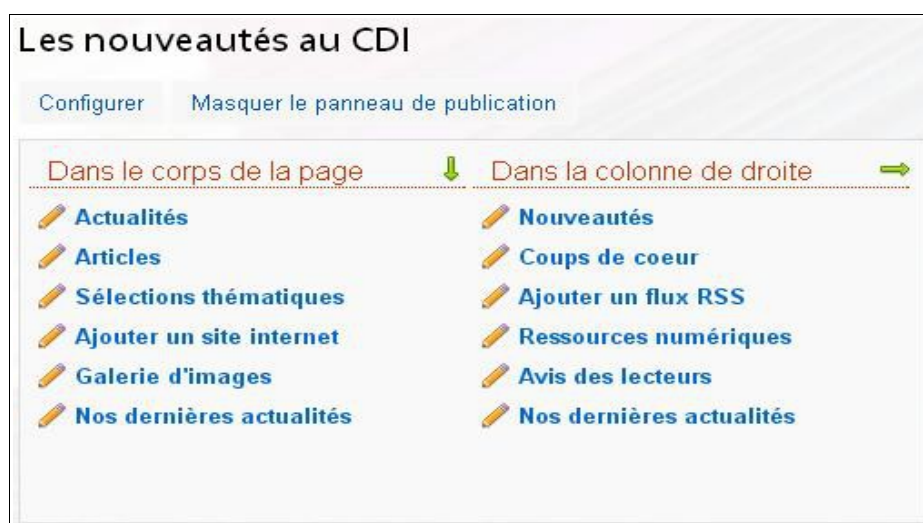 Les nouveautés au CDI
Configurer Masquer le panneau de publication
Dans le corps de la page
Actualités
Articles
Sélections thématiques
Ajouter un site internet
Galerie d'images
Nos dernières actualités
Dans la colonne de droite
Nouveautés
Coups de coeur
Ajouter un flux RSS
Ressources numériques
Avis des lecteurs
Nos dernières actualités